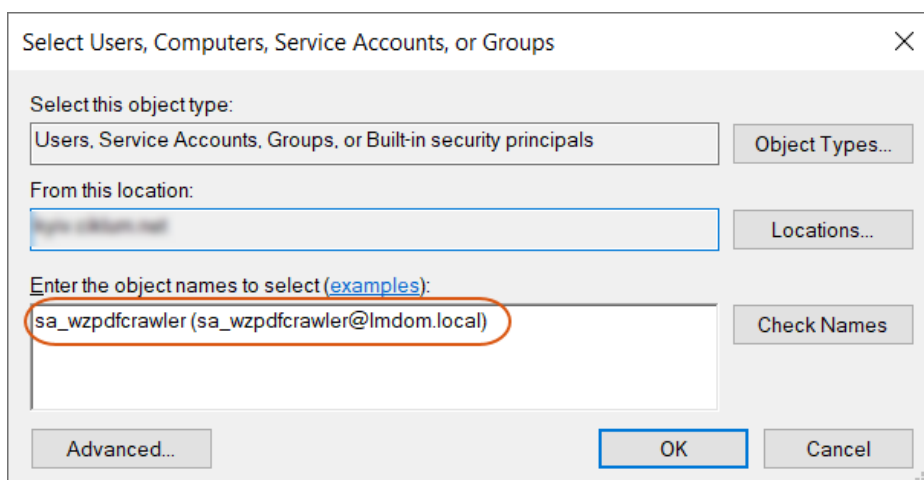 Select Users, Computers, Service Accounts, or Groups
Select this object type:
Users, Service Accounts, Groups, or Built-in security principals
Object Types...
From this location:
Locations...
Enter the object names to select (examples):
sa_wzpdfcrawler (sa_wzpdfcrawler@lmdom.local)
Check Names
Advanced...
OK
Cancel